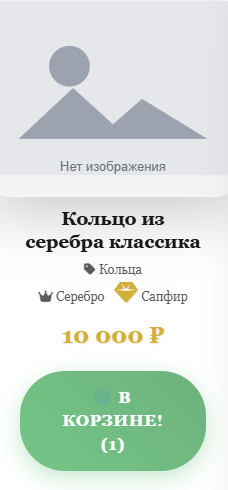 Нет изображения
Кольцо из
серебра классика
Кольца
Серебро Сапфир
10 000 ₽
В
КОРЗИНЕ!
(1)